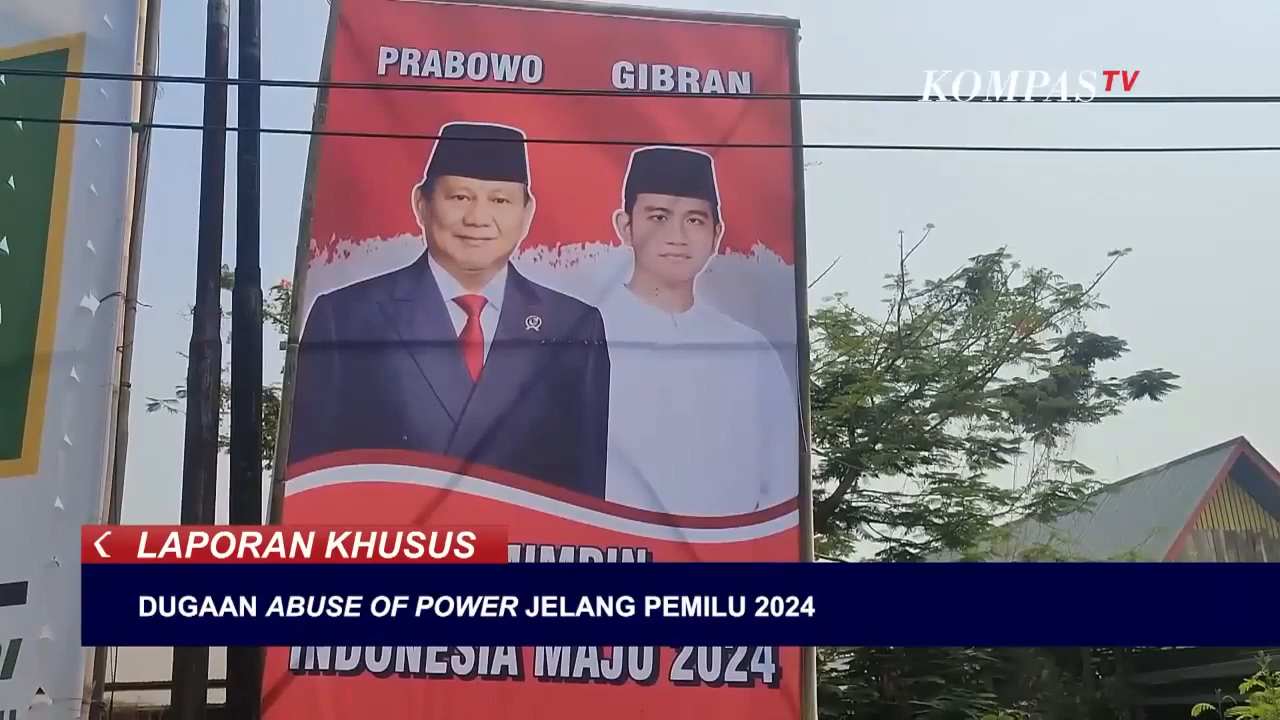 PRABOWO GIBRAN
KOMPAS TV
LAPORAN KHUSUS
DUGAAN ABUSE OF POWER JELANG PEMILU 2024
INDONESIA MAJU 2024